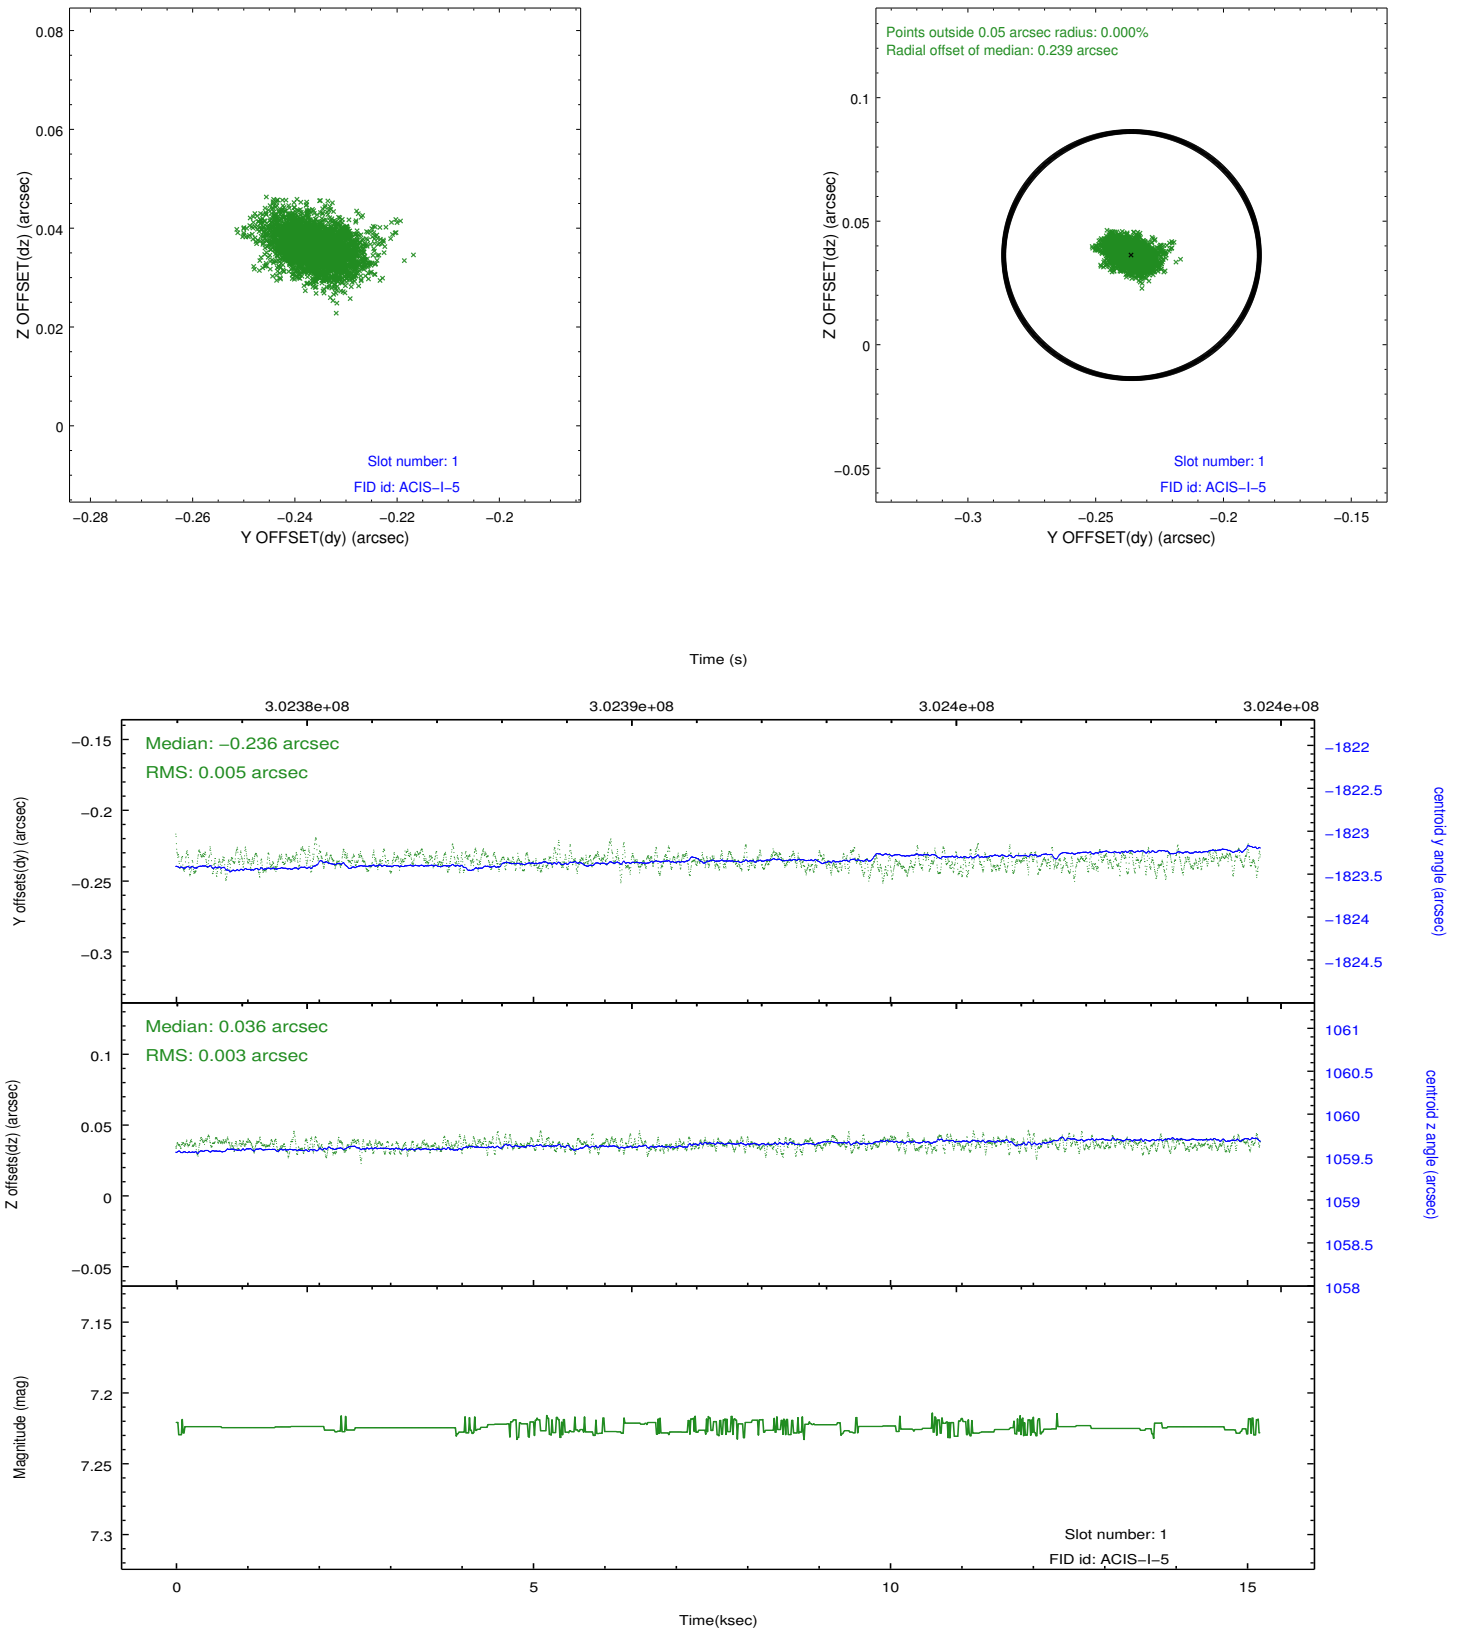 0.08
0.06
0.04
0.02
0
Z OFFSET(dz) (arcsec)
Slot number: 1
FID id: ACIS−I−5
−0.28
−0.26
−0.24
−0.22
−0.2
Y OFFSET(dy) (arcsec)
Points outside 0.05 arcsec radius: 0.000%
Radial offset of median: 0.239 arcsec
0.1
0.05
0
−0.05
Z OFFSET(dz) (arcsec)
Slot number: 1
FID id: ACIS−I−5
−0.3
−0.25
−0.2
−0.15
Y OFFSET(dy) (arcsec)
Time (s)
3.0238e+08
3.0239e+08
3.024e+08
3.024e+08
Median: −0.236 arcsec
RMS: 0.005 arcsec
−0.15
−0.2
−0.25
−0.3
Y offsets(dy) (arcsec)
−1822
−1822.5
−1823
−1823.5
−1824
−1824.5
centroid y angle (arcsec)
Median: 0.036 arcsec
RMS: 0.003 arcsec
0.1
0.05
0
−0.05
Z offsets(dz) (arcsec)
1061
1060.5
1060
1059.5
1059
1058.5
1058
centroid z angle (arcsec)
7.15
7.2
7.25
7.3
Magnitude (mag)
Slot number: 1
FID id: ACIS−I−5
0
5
10
15
Time(ksec)